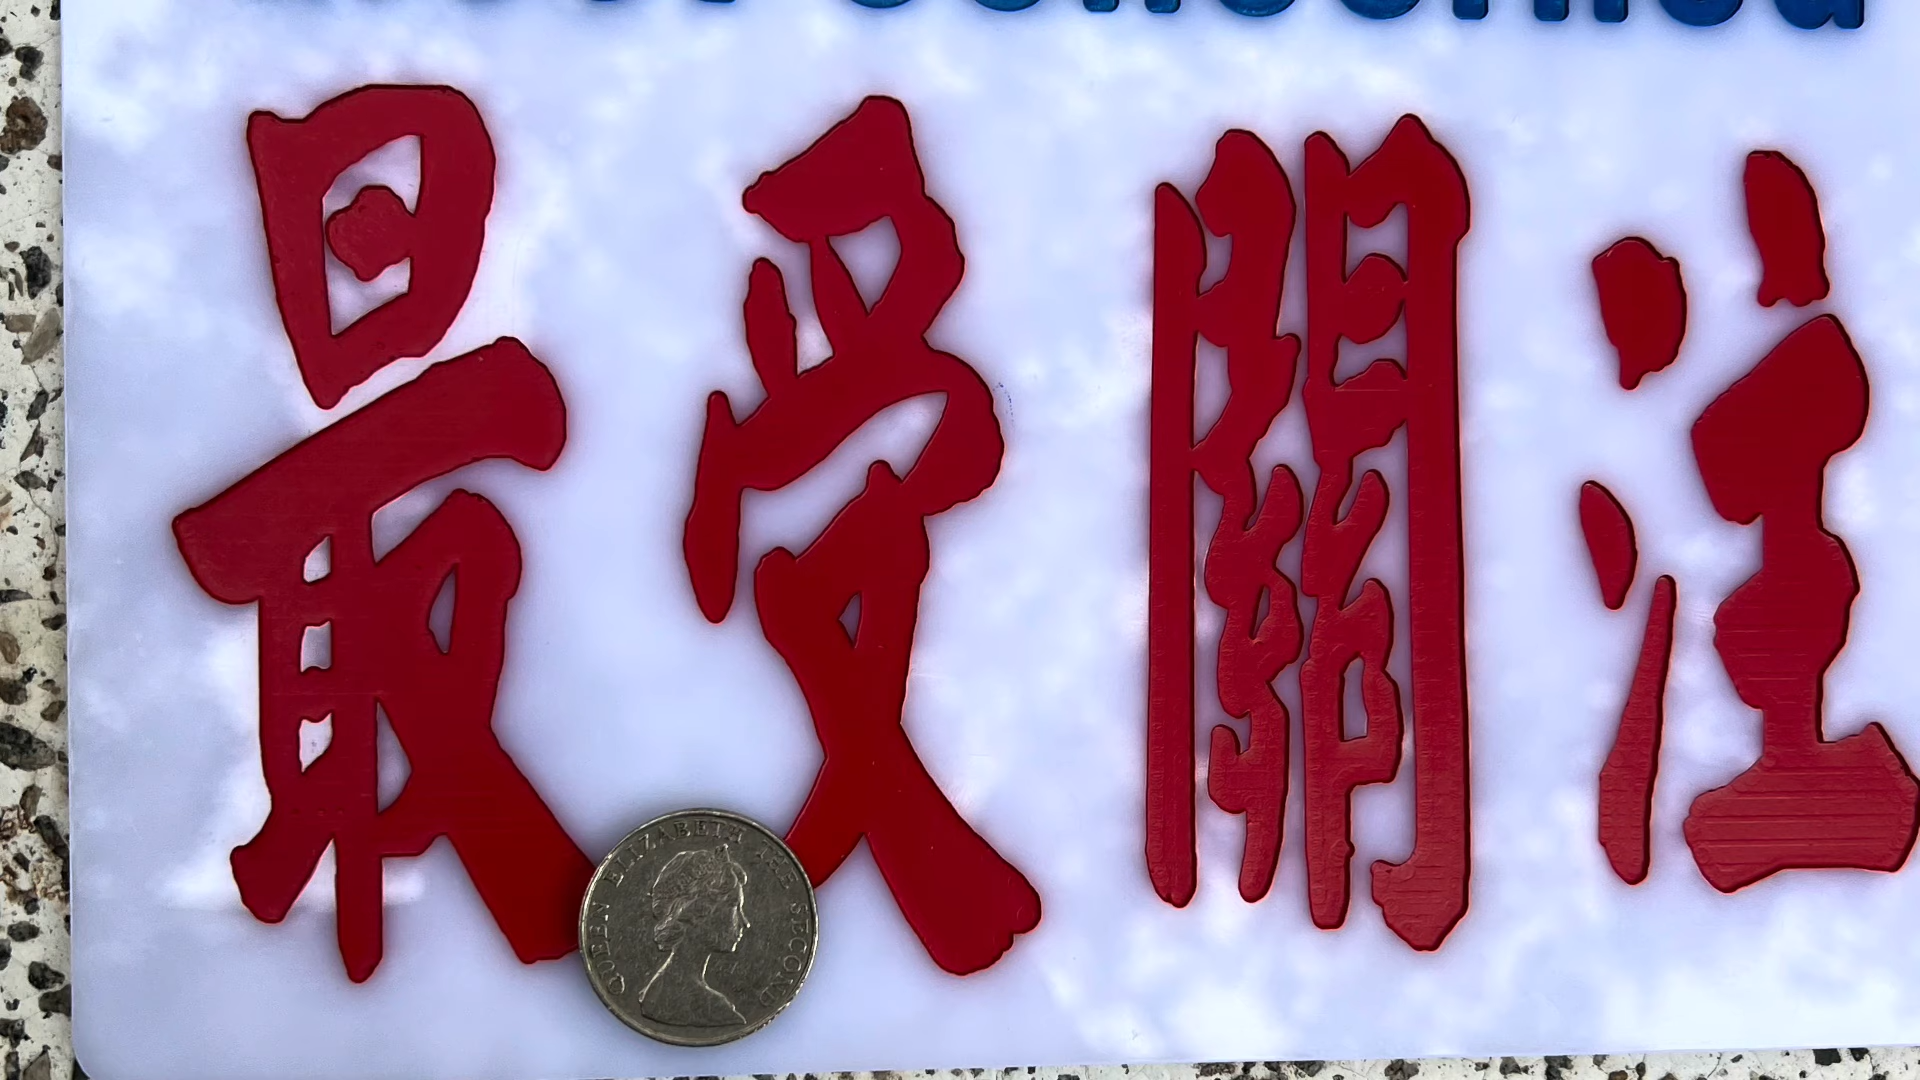 最受關注
QUEEN ELIZABETH THE SECOND